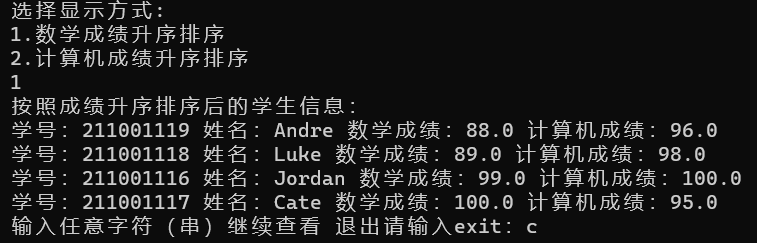 选择显示方式:
1.数学成绩升序排序
2.计算机成绩升序排序
1
按照成绩升序排序后的学生信息:
学号: 211001119 姓名: Andre 数学成绩: 88.0 计算机成绩: 96.0
学号: 211001118 姓名: Luke 数学成绩: 89.0 计算机成绩: 98.0
学号: 211001116 姓名: Jordan 数学成绩: 99.0 计算机成绩: 100.0
学号: 211001117 姓名: Cate 数学成绩: 100.0 计算机成绩: 95.0
输入任意字符 (串) 继续查看 退出请输入exit: c